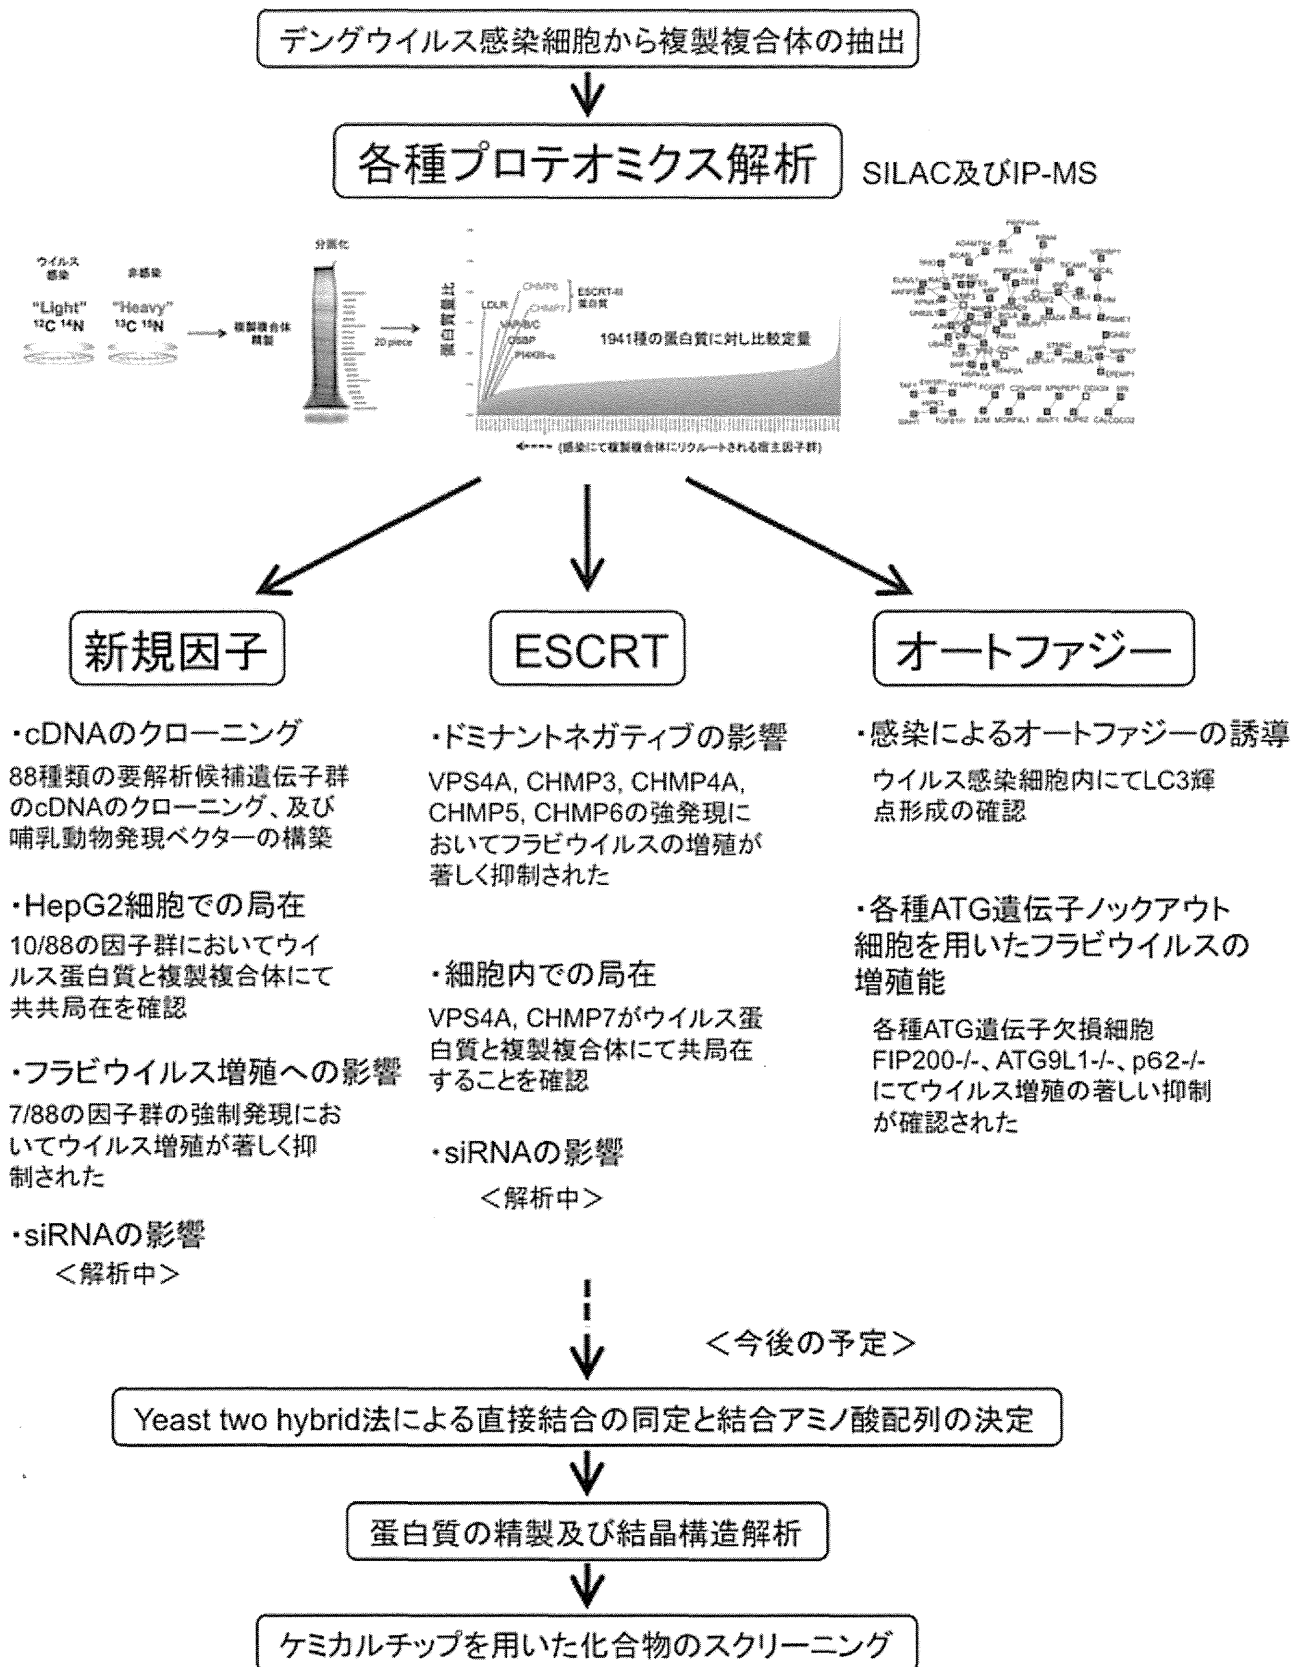 デングウイルス感染細胞から複製複合体の抽出
各種プロテオミクス解析
SILAC及びIP-MS
ウイルス
感染
非感染
"Light"
"Heavy"
¹²C ¹⁴N
¹³C ¹⁵N
複製複合体
精製
分画化
20 piece
蛋白質量比
LDLR
CHMP6
CHMP7
ESCRT-III
蛋白質
VAP-B/C
OSBP
1941種の蛋白質に対し比較定量
(感染にて複製複合体にリクルートされる宿主因子群)
新規因子
・cDNAのクローニング
88種類の要解析候補遺伝子群
のcDNAのクローニング、及び
哺乳動物発現ベクターの構築
・HepG2細胞での局在
10/88の因子群においてウイ
ルス蛋白質と複製複合体にて
共共局在を確認
・フラビウイルス増殖への影響
7/88の因子群の強制発現にお
いてウイルス増殖が著しく抑
制された
・siRNAの影響
＜解析中＞
ESCRT
・ドミナントネガティブの影響
VPS4A, CHMP3, CHMP4A,
CHMP5, CHMP6の強発現に
おいてフラビウイルスの増殖が
著しく抑制された
・細胞内での局在
VPS4A, CHMP7がウイルス蛋
白質と複製複合体にて共局在
することを確認
・siRNAの影響
＜解析中＞
オートファジー
・感染によるオートファジーの誘導
ウイルス感染細胞内にてLC3輝
点形成の確認
・各種ATG遺伝子ノックアウト
細胞を用いたフラビウイルスの
増殖能
各種ATG遺伝子欠損細胞
FIP200-/-、ATG9L1-/-、p62-/-
にてウイルス増殖の著しい抑制
が確認された
＜今後の予定＞
Yeast two hybrid法による直接結合の同定と結合アミノ酸配列の決定
蛋白質の精製及び結晶構造解析
ケミカルチップを用いた化合物のスクリーニング